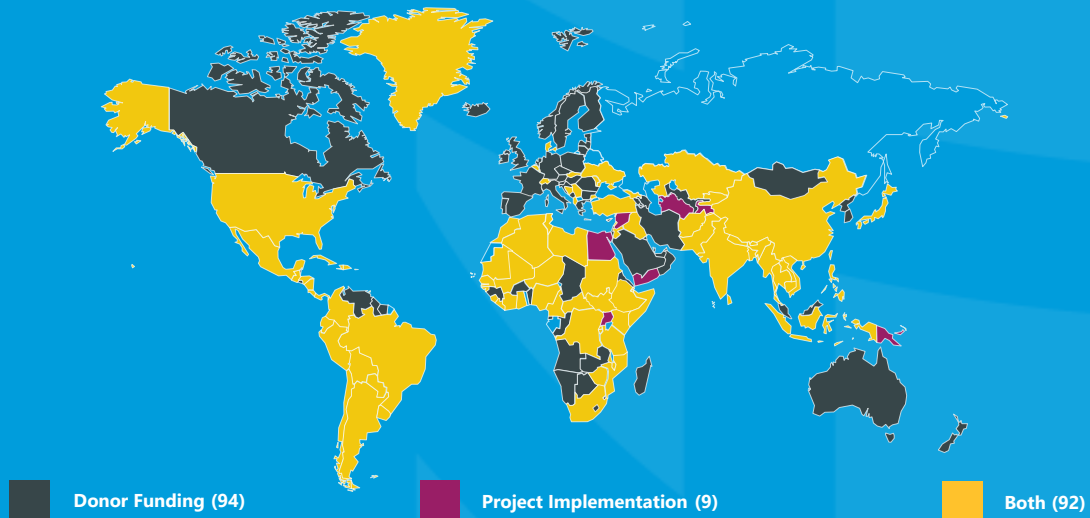 Donor Funding (94)
Project Implementation (9)
Both (92)